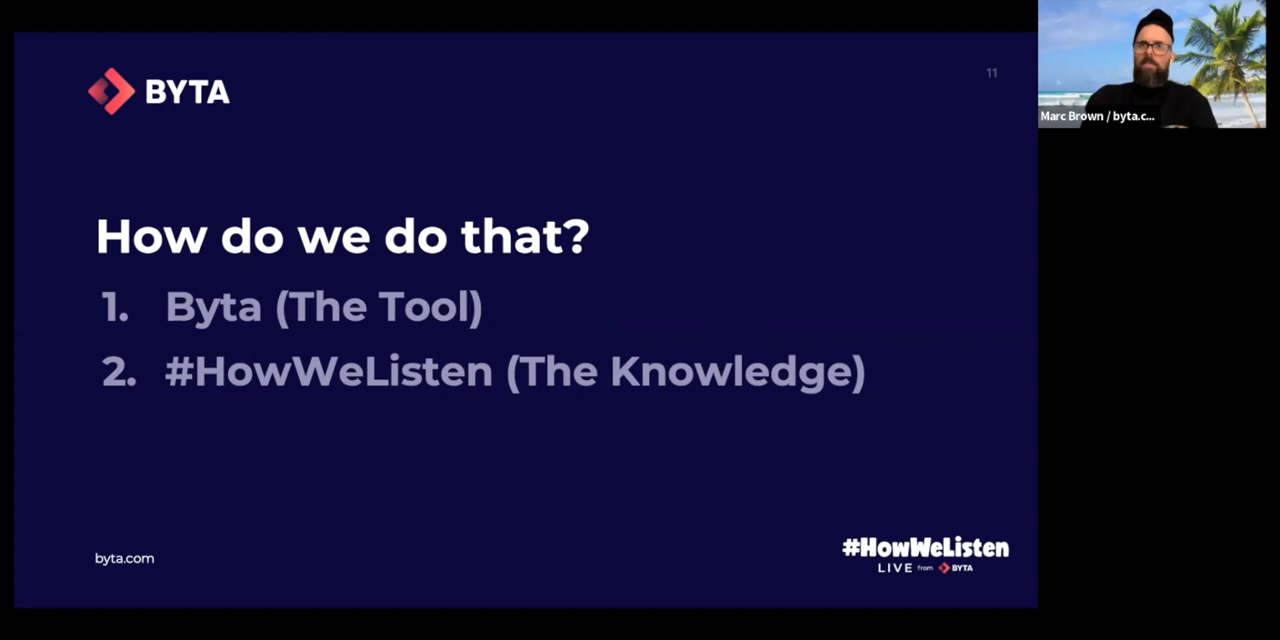 BYTA
11
Marc Brown / byta.c...
How do we do that?
1. Byta (The Tool)
2. #HowWeListen (The Knowledge)
byta.com
#HowWeListen
LIVE from BYTA